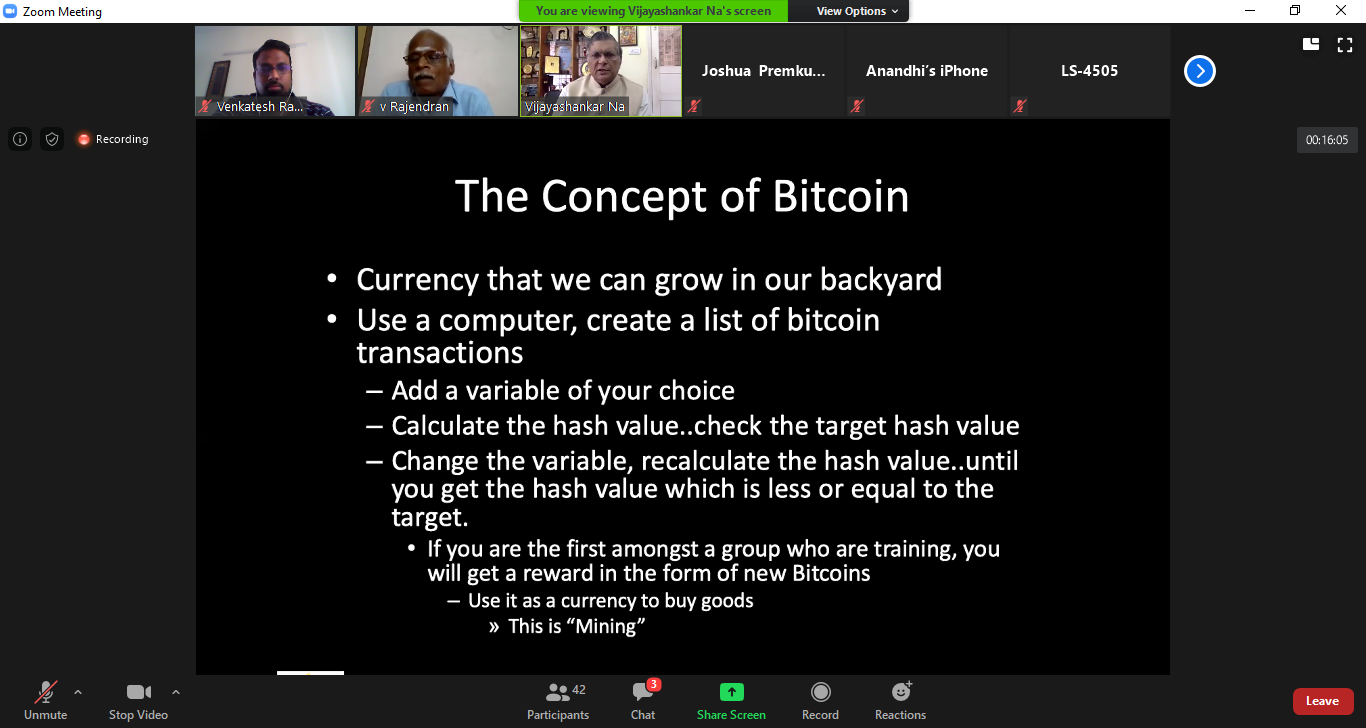 Zoom Meeting
You are viewing Vijayashankar Na's screen
View Options
Venkatesh Ra...
v Rajendran
Vijayashankar Na
Joshua Premku...
Anandhi's iPhone
LS-4505
Recording
00:16:05
The Concept of Bitcoin
• Currency that we can grow in our backyard
• Use a computer, create a list of bitcoin
transactions
– Add a variable of your choice
– Calculate the hash value..check the target hash value
– Change the variable, recalculate the hash value..until
you get the hash value which is less or equal to the
target.
• If you are the first amongst a group who are training, you
will get a reward in the form of new Bitcoins
– Use it as a currency to buy goods
» This is “Mining”
Unmute
Stop Video
42
Participants
3
Chat
Share Screen
Record
Reactions
Leave